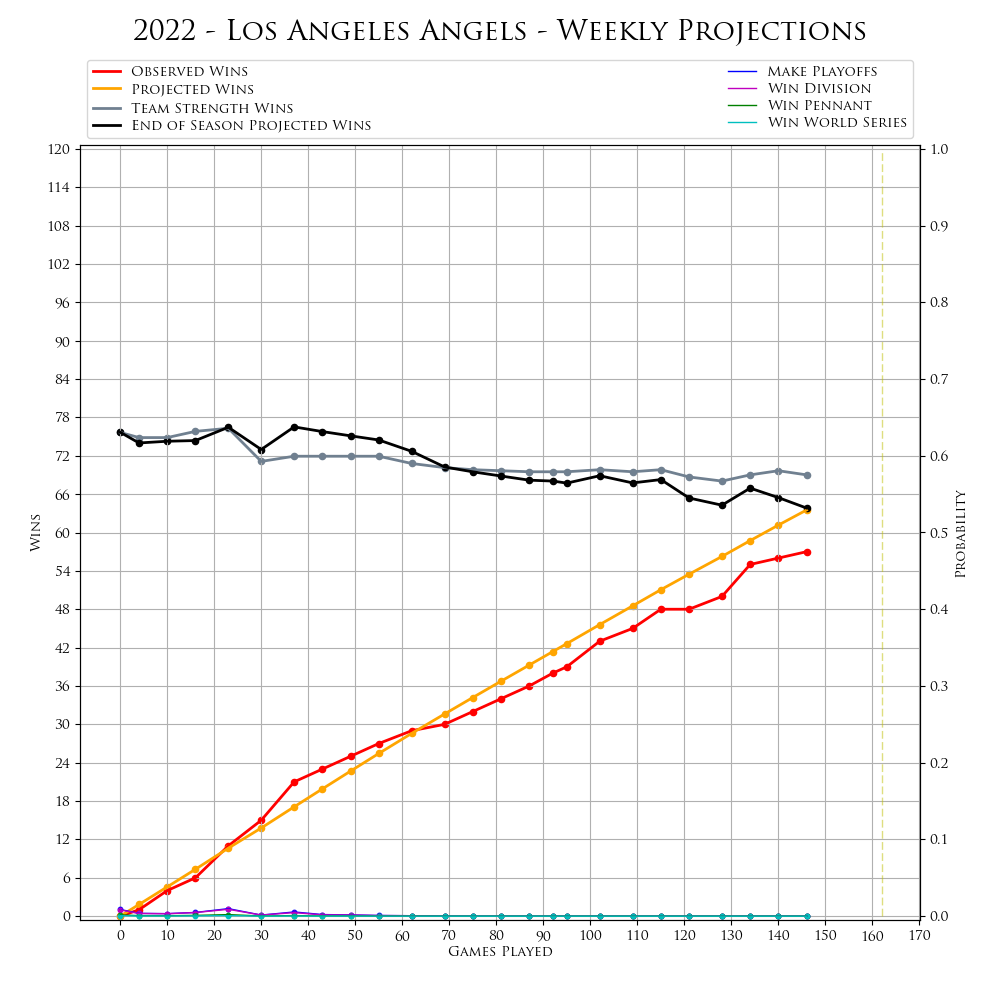 2022 - Los Angeles Angels - Weekly Projections
Observed Wins
Projected Wins
Team Strength Wins
End of Season Projected Wins
Make Playoffs
Win Division
Win Pennant
Win World Series
120
114
108
102
96
90
84
78
72
66
60
54
48
42
36
30
24
18
12
6
0
Wins
1.0
0.9
0.8
0.7
0.6
0.5
0.4
0.3
0.2
0.1
0.0
Probability
0 10 20 30 40 50 60 70 80 90 100 110 120 130 140 150 160 170
Games Played